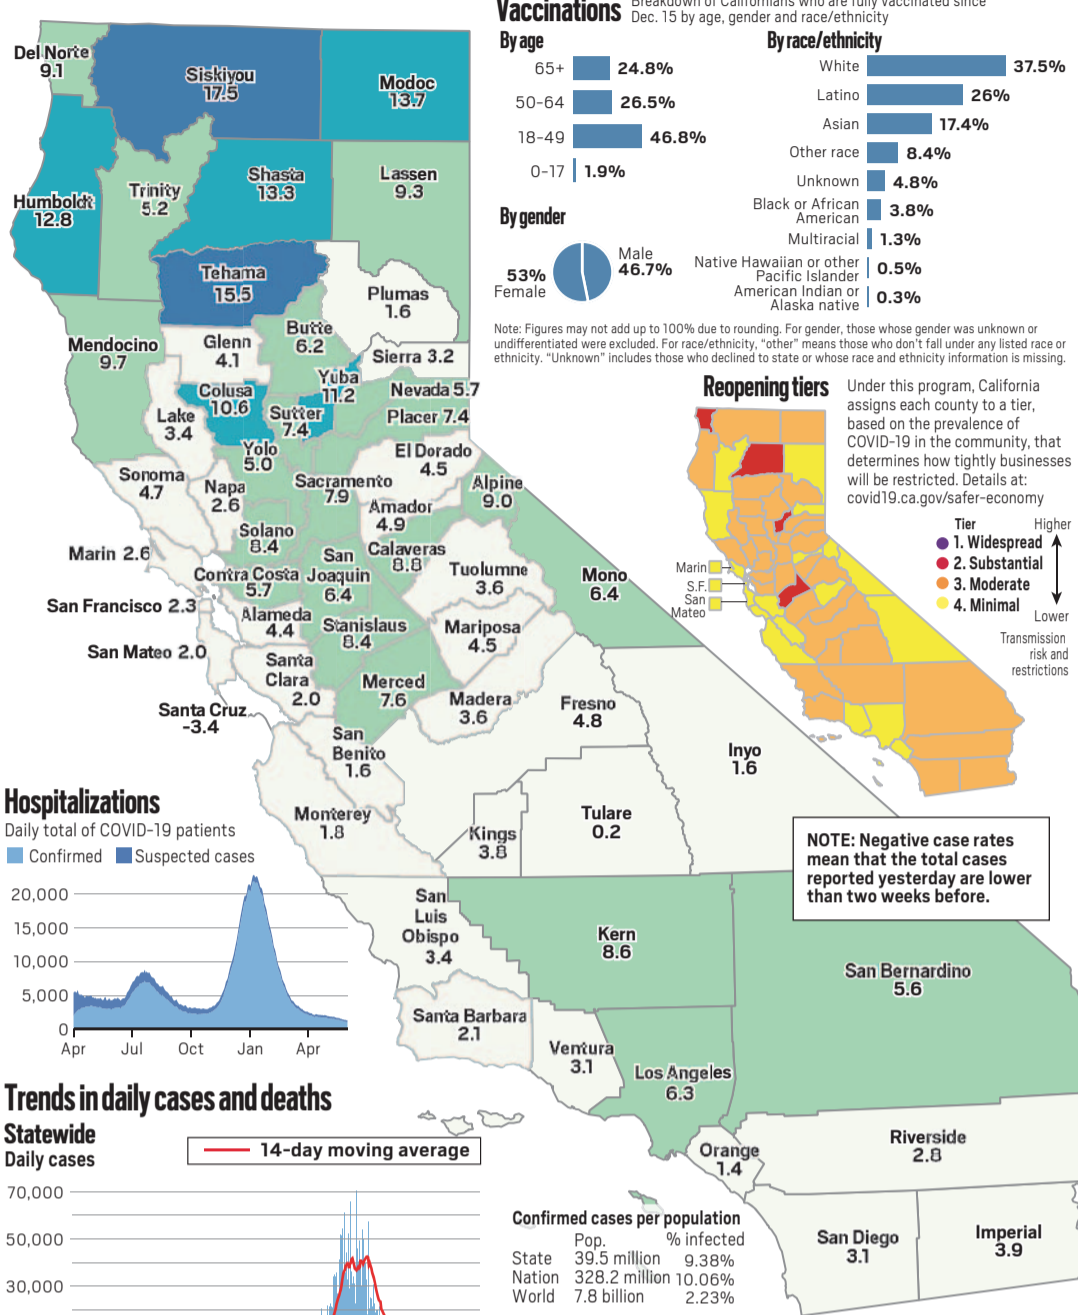 Vaccinations
Breakdown of Californians who are fully vaccinated since
Dec. 15 by age, gender and race/ethnicity
By age
65+ 24.8%
50-64 26.5%
18-49 46.8%
0-17 1.9%
By gender
53%
Female
Male
46.7%
By race/ethnicity
White 37.5%
Latino 26%
Asian 17.4%
Other race 8.4%
Unknown 4.8%
Black or African
American 3.8%
Multiracial 1.3%
Native Hawaiian or other
Pacific Islander 0.5%
American Indian or
Alaska native 0.3%
Note: Figures may not add up to 100% due to rounding. For gender, those whose gender was unknown or
undifferentiated were excluded. For race/ethnicity, “other” means those who don’t fall under any listed race or
ethnicity. “Unknown” includes those who declined to state or whose race and ethnicity information is missing.
Reopening tiers
Under this program, California
assigns each county to a tier,
based on the prevalence of
COVID-19 in the community, that
determines how tightly businesses
will be restricted. Details at:
covid19.ca.gov/safer-economy
Tier
1. Widespread
2. Substantial
3. Moderate
4. Minimal
Higher
Lower
Transmission
risk and
restrictions
Marin
S.F.
San
Mateo
Del Norte
9.1
Siskiyou
17.5
Modoc
13.7
Humboldt
12.8
Trinity
5.2
Shasta
13.3
Lassen
9.3
Tehama
15.5
Plumas
1.6
Mendocino
9.7
Glenn
4.1
Butte
6.2
Sierra 3.2
Colusa
10.6
Yuba
11.2
Nevada 5.7
Lake
3.4
Sutter
7.4
Placer 7.4
Yolo
5.0
El Dorado
4.5
Sonoma
4.7
Napa
2.6
Sacramento
7.9
Alpine
9.0
Amador
4.9
Solano
8.4
Marin 2.6
Calaveras
8.8
Contra Costa
5.7
San
Joaquin
6.4
Tuolumne
3.6
Mono
6.4
San Francisco 2.3
Alameda
4.4
Stanislaus
8.4
Mariposa
4.5
San Mateo 2.0
Santa
Clara
2.0
Merced
7.6
Madera
3.6
Fresno
4.8
Santa Cruz
-3.4
San
Benito
1.6
Inyo
1.6
Monterey
1.8
Kings
3.8
Tulare
0.2
San
Luis
Obispo
3.4
Kern
8.6
San Bernardino
5.6
Santa Barbara
2.1
Ventura
3.1
Los Angeles
6.3
Orange
1.4
Riverside
2.8
San Diego
3.1
Imperial
3.9
NOTE: Negative case rates
mean that the total cases
reported yesterday are lower
than two weeks before.
Hospitalizations
Daily total of COVID-19 patients
Confirmed Suspected cases
20,000
15,000
10,000
5,000
0
Apr Jul Oct Jan Apr
Trends in daily cases and deaths
Statewide
Daily cases
14-day moving average
70,000
50,000
30,000
Confirmed cases per population
Pop. % infected
State 39.5 million 9.38%
Nation 328.2 million 10.06%
World 7.8 billion 2.23%